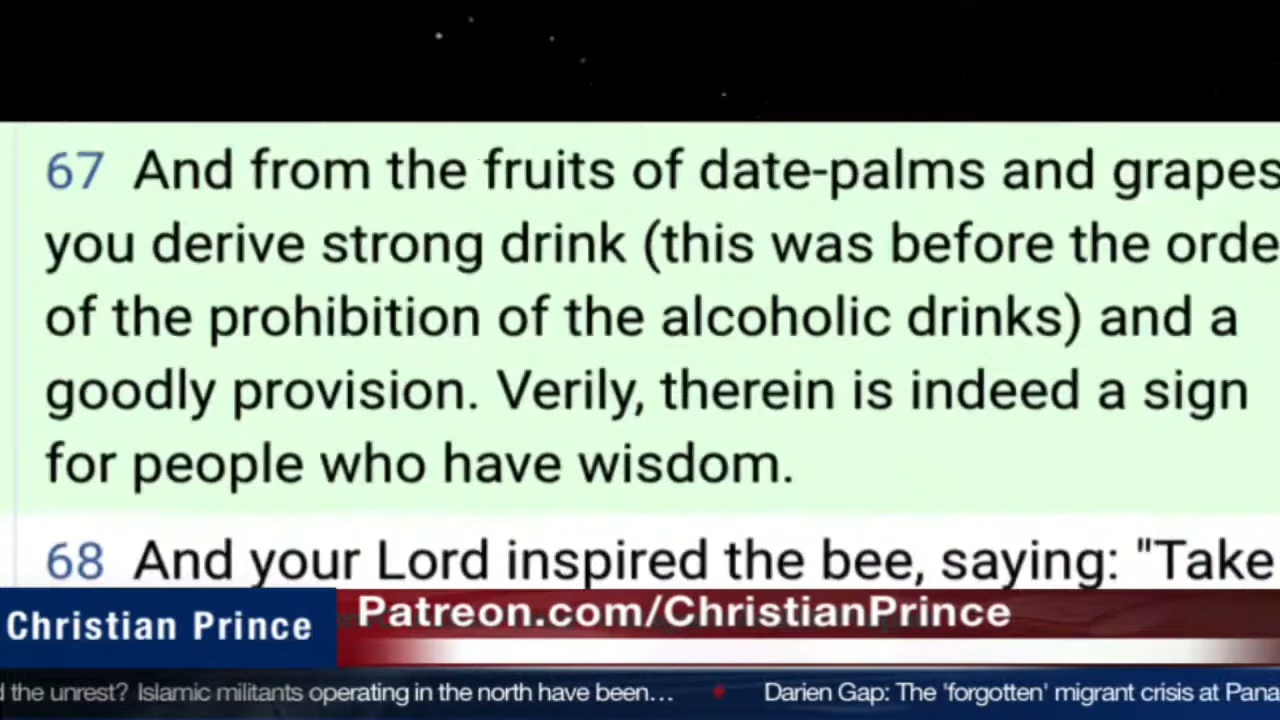 67 And from the fruits of date-palms and grapes
you derive strong drink (this was before the orde
of the prohibition of the alcoholic drinks) and a
goodly provision. Verily, therein is indeed a sign
for people who have wisdom.
68 And your Lord inspired the bee, saying: "Take
Christian Prince
Patreon.com/ChristianPrince
d the unrest? Islamic militants operating in the north have been... Darien Gap: The 'forgotten' migrant crisis at Pana